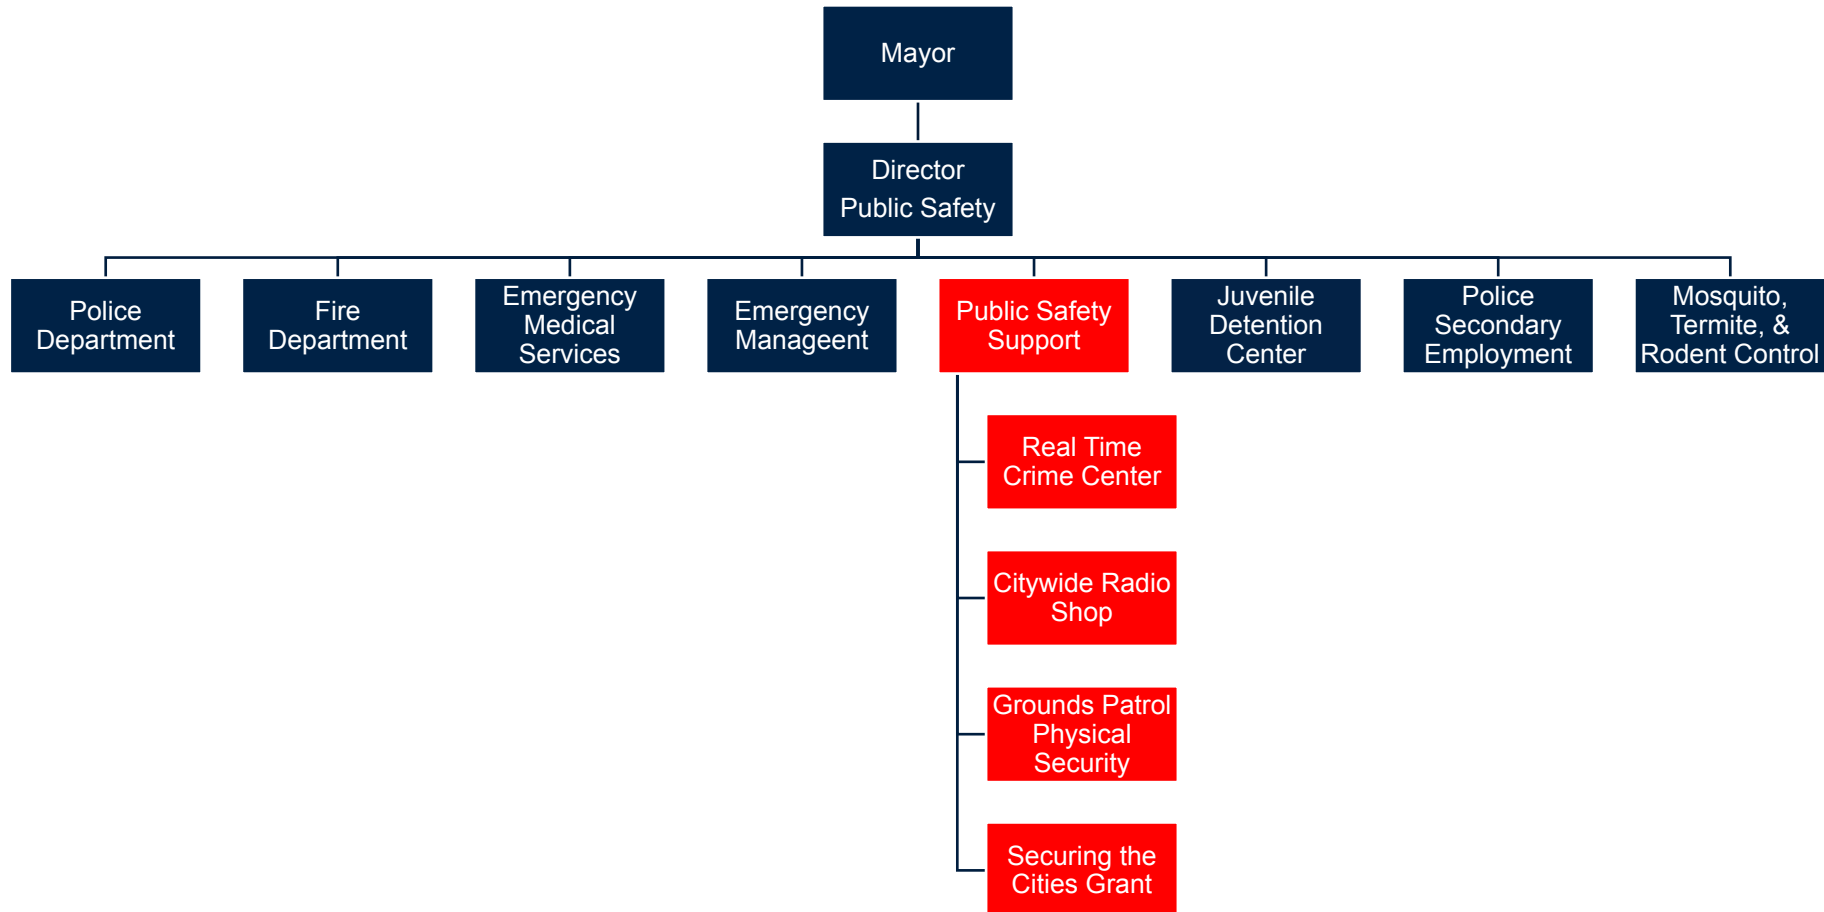 Mayor
Director
Public Safety
Police
Department
Fire
Department
Emergency
Medical
Services
Emergency
Manageent
Public Safety
Support
Juvenile
Detention
Center
Police
Secondary
Employment
Mosquito,
Termite, &
Rodent Control
Real Time
Crime Center
Citywide Radio
Shop
Grounds Patrol
Physical
Security
Securing the
Cities Grant